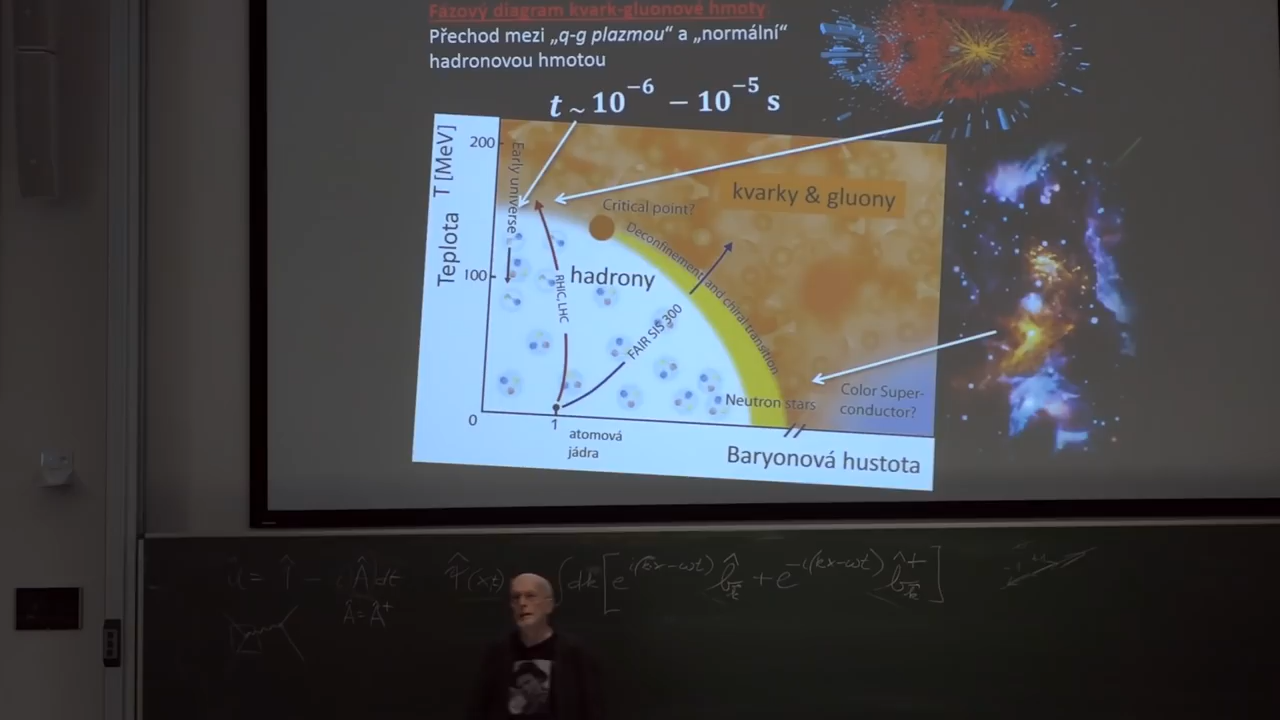 Fázový diagram kvark-gluonové hmoty
Přechod mezi „q-g plazmou“ a „normální“
hadronovou hmotou
t ~ 10⁻⁶ − 10⁻⁵ s
Teplota T [MeV]
200
100
0
Early universe
kvarky & gluony
Critical point?
Deconfinement and chiral transition
hadrony
RHIC, LHC
FAIR SIS 300
Neutron stars
Color Super-
conductor?
1
atomová
jádra
Baryonová hustota
û = Î − i Â dt
Â = Â⁺
Ψ̂(x,t)
∫dk [e^{i(kx−ωt)} b̂_k + e^{−i(kx−ωt)} b̂⁺_k]